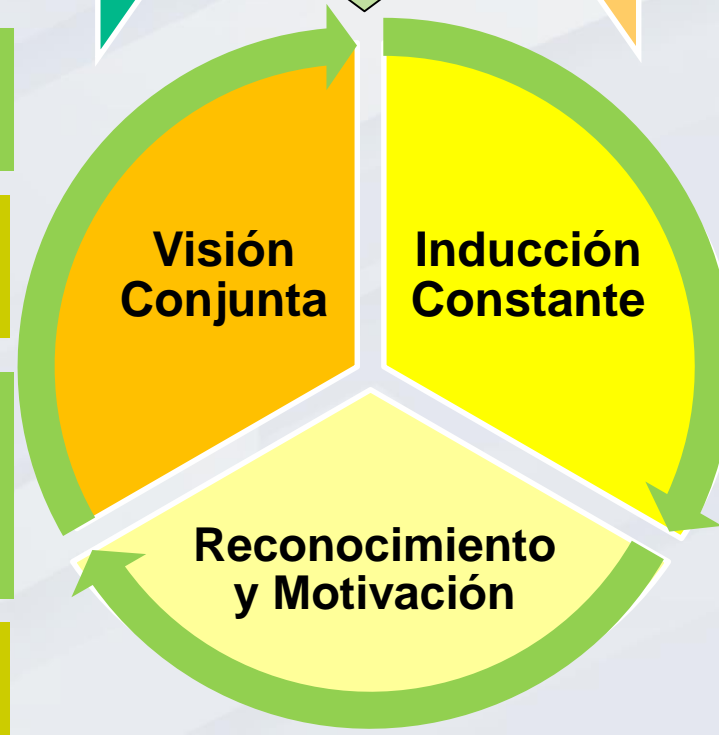 Visión
Conjunta
Inducción
Constante
Reconocimiento
y Motivación